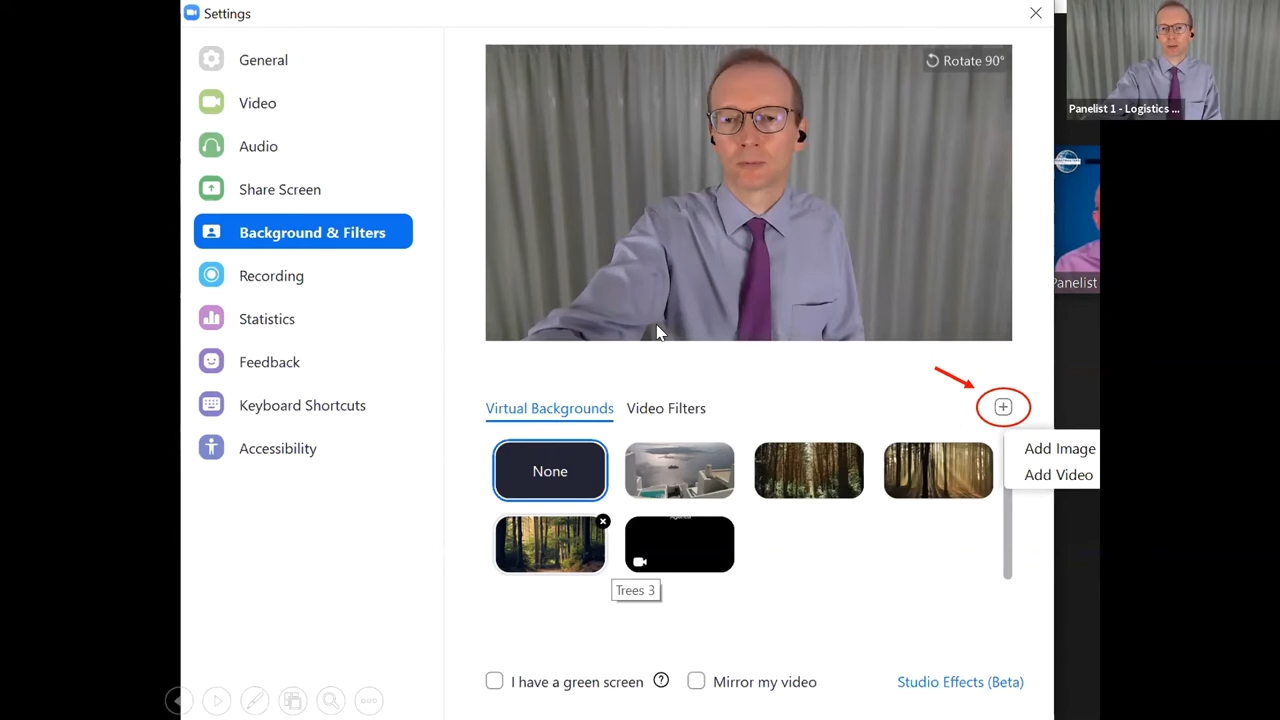 Settings
General
Video
Audio
Share Screen
Background & Filters
Recording
Statistics
Feedback
Keyboard Shortcuts
Accessibility
Rotate 90°
Panelist 1 - Logistics ...
Panelist
Virtual Backgrounds
Video Filters
Add Image
Add Video
None
Trees 3
I have a green screen
Mirror my video
Studio Effects (Beta)